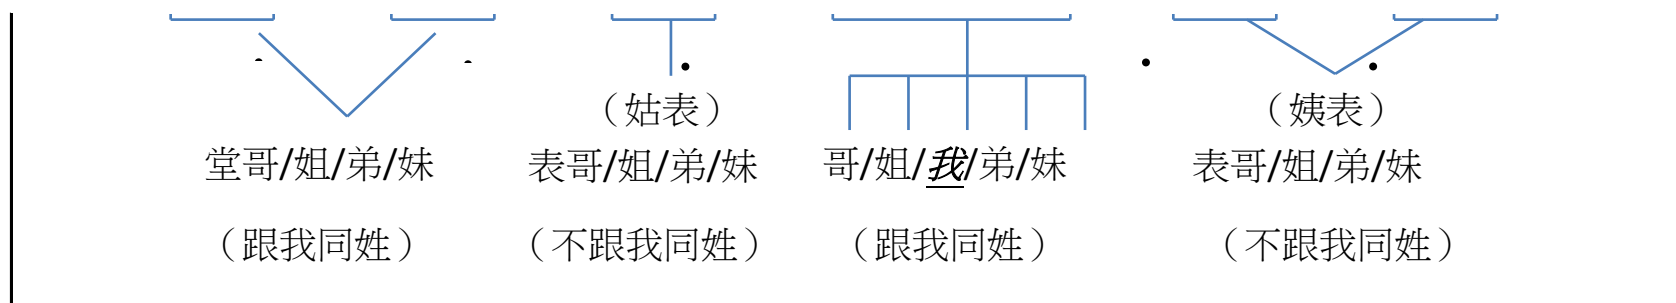 （姑表） （姨表）
堂哥/姐/弟/妹 表哥/姐/弟/妹 哥/姐/我/弟/妹 表哥/姐/弟/妹
（跟我同姓） （不跟我同姓） （跟我同姓） （不跟我同姓）